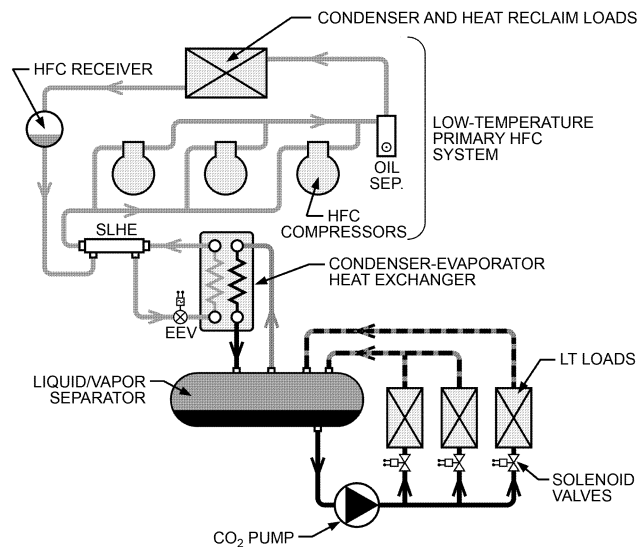 CONDENSER AND HEAT RECLAIM LOADS
HFC RECEIVER
LOW-TEMPERATURE
PRIMARY HFC
SYSTEM
OIL
SEP.
HFC
COMPRESSORS
SLHE
CONDENSER-EVAPORATOR
HEAT EXCHANGER
EEV
LT LOADS
LIQUID/VAPOR
SEPARATOR
SOLENOID
VALVES
CO₂ PUMP